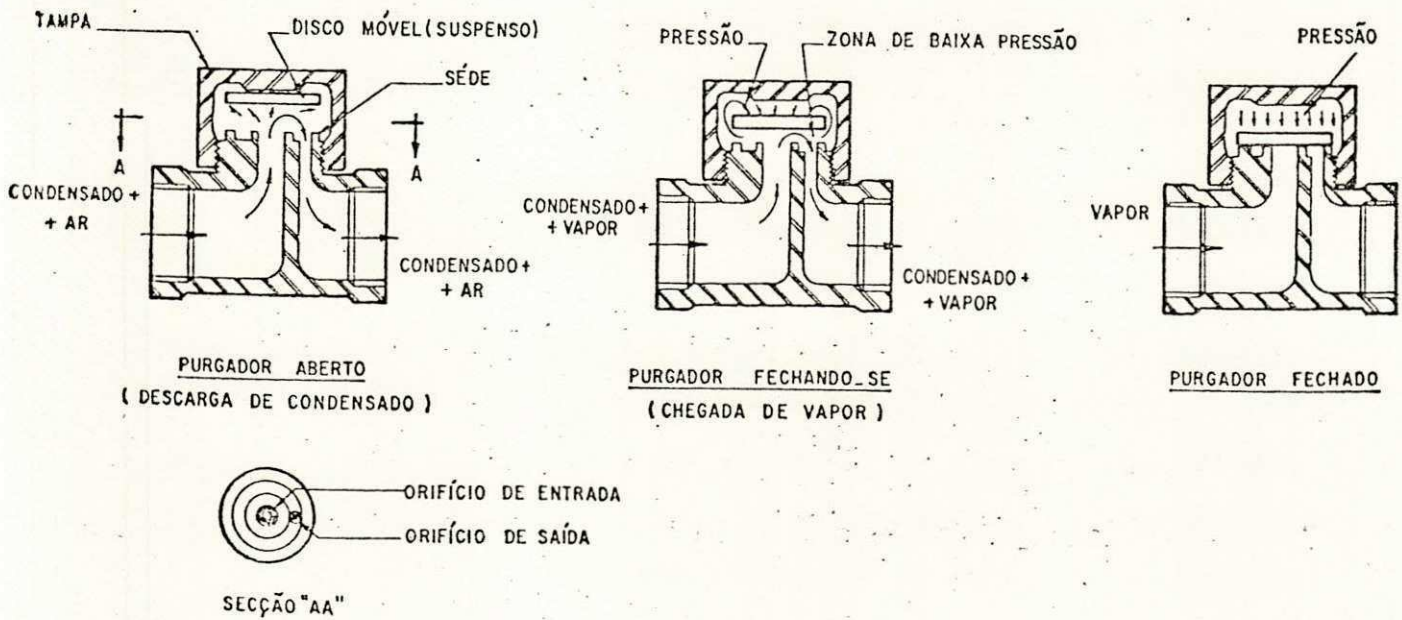 TAMPA
DISCO MÓVEL(SUSPENSO)
SÉDE
A
A
CONDENSADO+
+ AR
CONDENSADO+
+ AR
PURGADOR ABERTO
( DESCARGA DE CONDENSADO )
PRESSÃO
ZONA DE BAIXA PRESSÃO
CONDENSADO+
+ VAPOR
CONDENSADO+
+ VAPOR
PURGADOR FECHANDO_SE
( CHEGADA DE VAPOR )
PRESSÃO
VAPOR
PURGADOR FECHADO
ORIFÍCIO DE ENTRADA
ORIFÍCIO DE SAÍDA
SECÇÃO "AA"